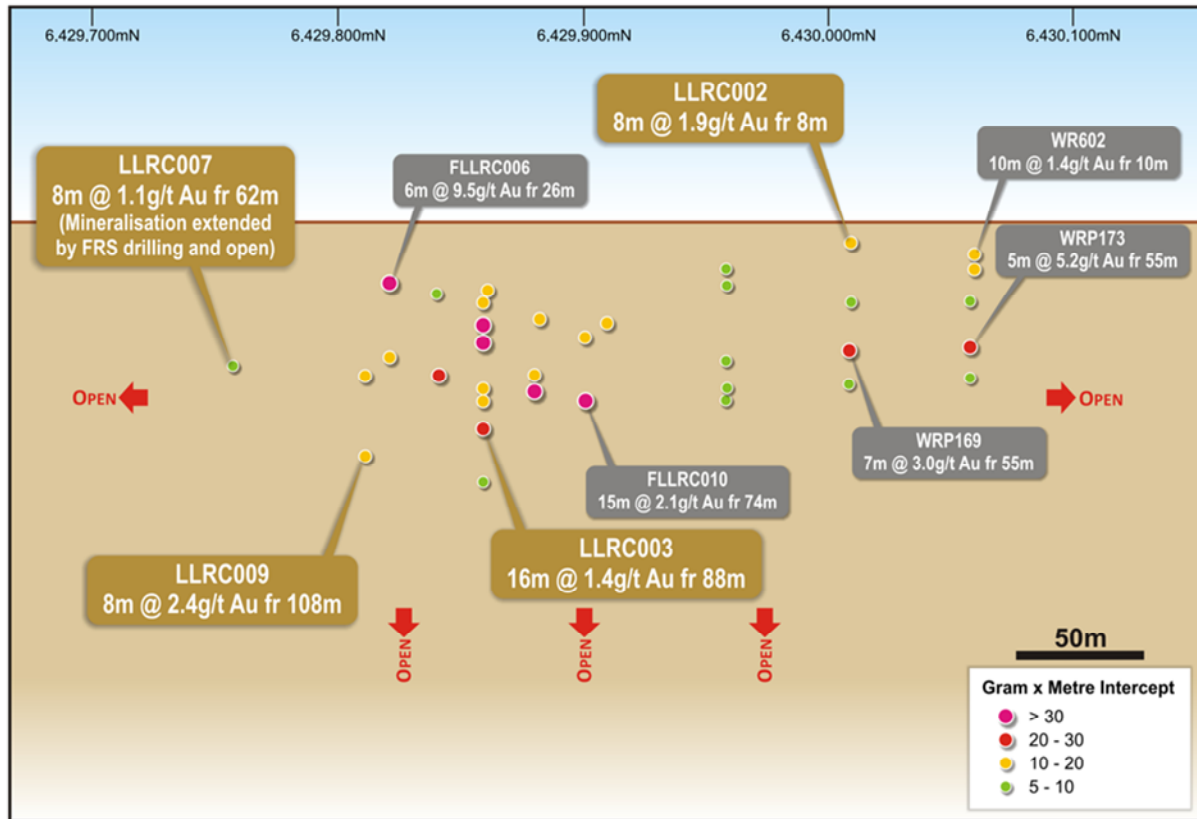 6,429,700mN
6,429,800mN
6,429,900mN
6,430,000mN
6,430,100mN
LLRC002
8m @ 1.9g/t Au fr 8m
WR602
10m @ 1.4g/t Au fr 10m
LLRC007
8m @ 1.1g/t Au fr 62m
(Mineralisation extended
by FRS drilling and open)
FLLRC006
6m @ 9.5g/t Au fr 26m
WRP173
5m @ 5.2g/t Au fr 55m
OPEN
OPEN
WRP169
7m @ 3.0g/t Au fr 55m
FLLRC010
15m @ 2.1g/t Au fr 74m
LLRC009
8m @ 2.4g/t Au fr 108m
LLRC003
16m @ 1.4g/t Au fr 88m
OPEN
OPEN
OPEN
50m
Gram x Metre Intercept
> 30
20 - 30
10 - 20
5 - 10